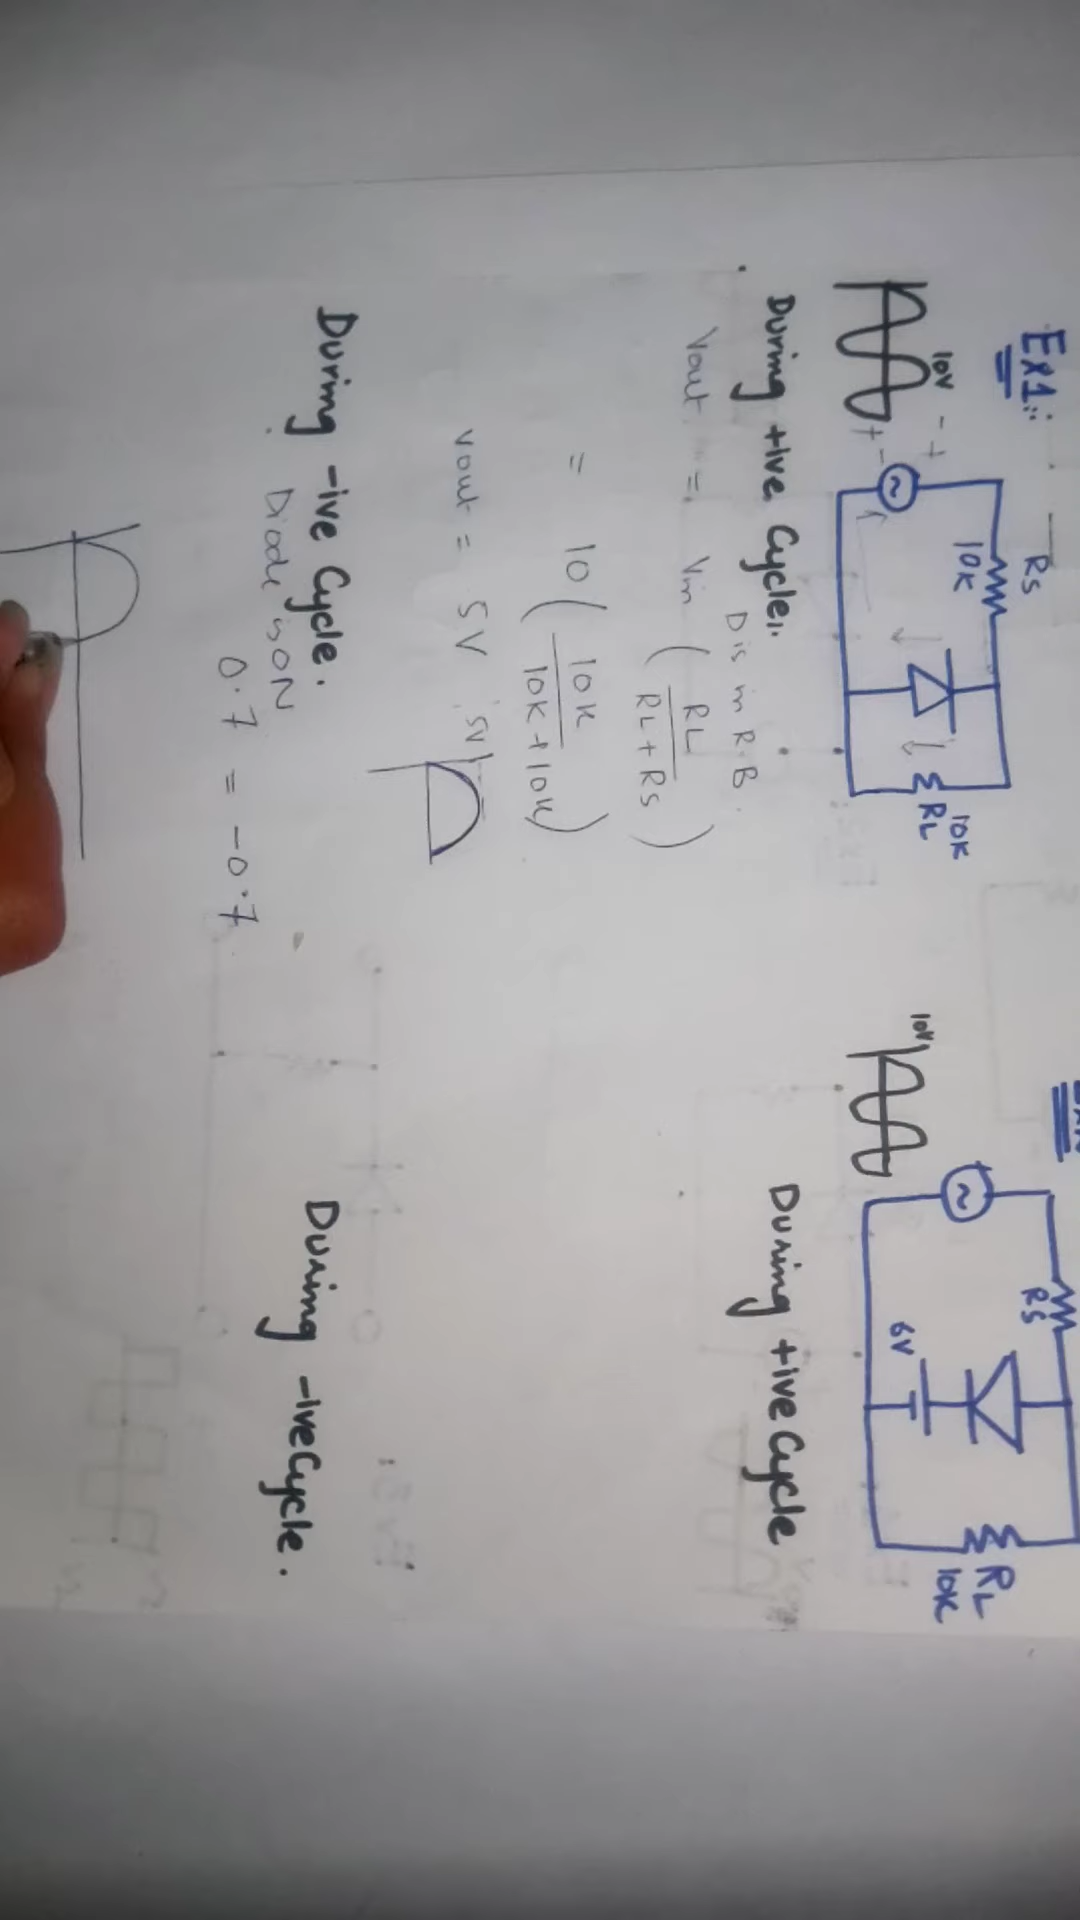 Ex1:
Rs
10K
10V
- +
+ -
10K
RL
During +ive Cycle:.
D is in R.B.
Vout = Vin ( RL / RL+Rs )
= 10 ( 10K / 10K+10K )
Vout = 5V
5V
During -ive Cycle.
Diode is ON
0.7 = -0.7
10V
Rs
6V
RL
10K
During +ive Cycle
During -ive Cycle.